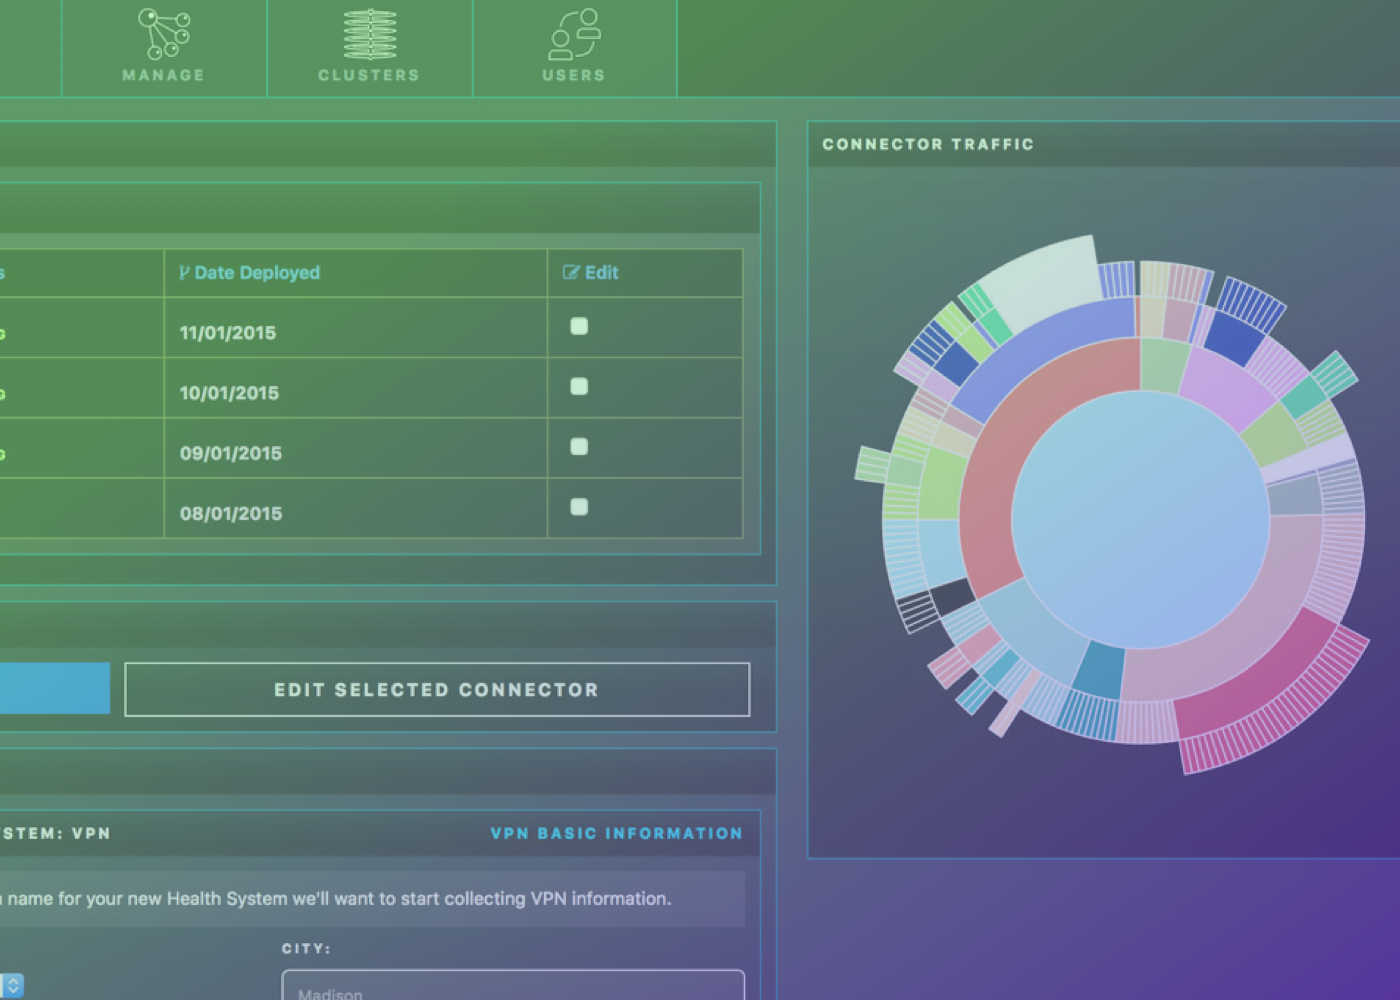 MANAGE
CLUSTERS
USERS
CONNECTOR TRAFFIC
Date Deployed
Edit
11/01/2015
10/01/2015
09/01/2015
08/01/2015
EDIT SELECTED CONNECTOR
STEM: VPN
VPN BASIC INFORMATION
name for your new Health System we'll want to start collecting VPN information.
CITY:
Madison